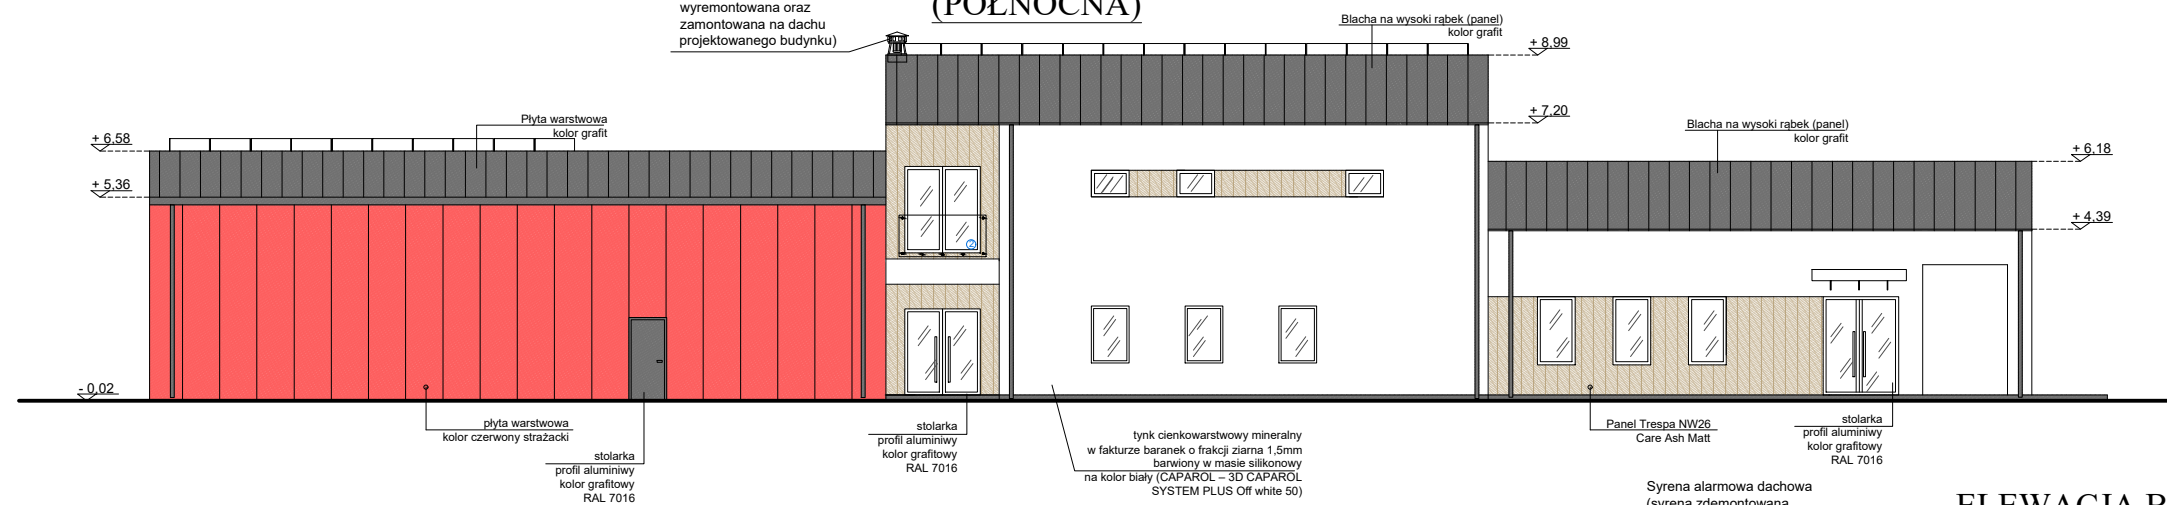 wyremontowana oraz
zamontowana na dachu
projektowanego budynku)
(PÓŁNOCNA)
Blacha na wysoki rąbek (panel)
kolor grafit
+ 8,99
+ 7,20
Płyta warstwowa
kolor grafit
+ 6,58
+ 5,36
Blacha na wysoki rąbek (panel)
kolor grafit
+ 6,18
+ 4,39
2
- 0,02
płyta warstwowa
kolor czerwony strażacki
stolarka
profil aluminiwy
kolor grafitowy
RAL 7016
stolarka
profil aluminiwy
kolor grafitowy
RAL 7016
tynk cienkowarstwowy mineralny
w fakturze baranek o frakcji ziarna 1,5mm
barwiony w masie silikonowy
na kolor biały (CAPAROL – 3D CAPAROL
SYSTEM PLUS Off white 50)
Panel Trespa NW26
Care Ash Matt
stolarka
profil aluminiwy
kolor grafitowy
RAL 7016
Syrena alarmowa dachowa
(syrena zdemontowana
ELEWACJA B